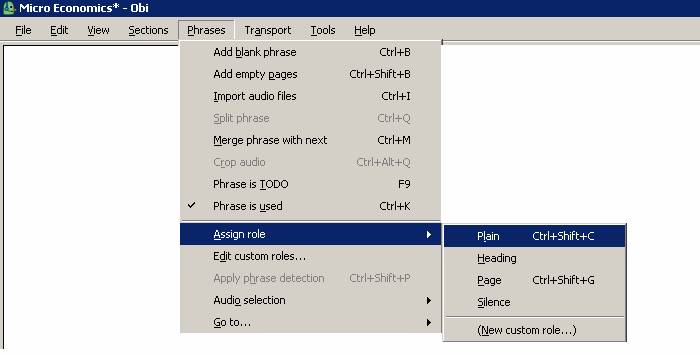 Micro Economics* - Obi
File Edit View Sections Phrases Transport Tools Help
Add blank phrase Ctrl+B
Add empty pages Ctrl+Shift+B
Import audio files Ctrl+I
Split phrase Ctrl+Q
Merge phrase with next Ctrl+M
Crop audio Ctrl+Alt+Q
Phrase is TODO F9
Phrase is used Ctrl+K
Assign role
Edit custom roles...
Apply phrase detection Ctrl+Shift+P
Audio selection
Go to...
Plain Ctrl+Shift+C
Heading
Page Ctrl+Shift+G
Silence
(New custom role...)